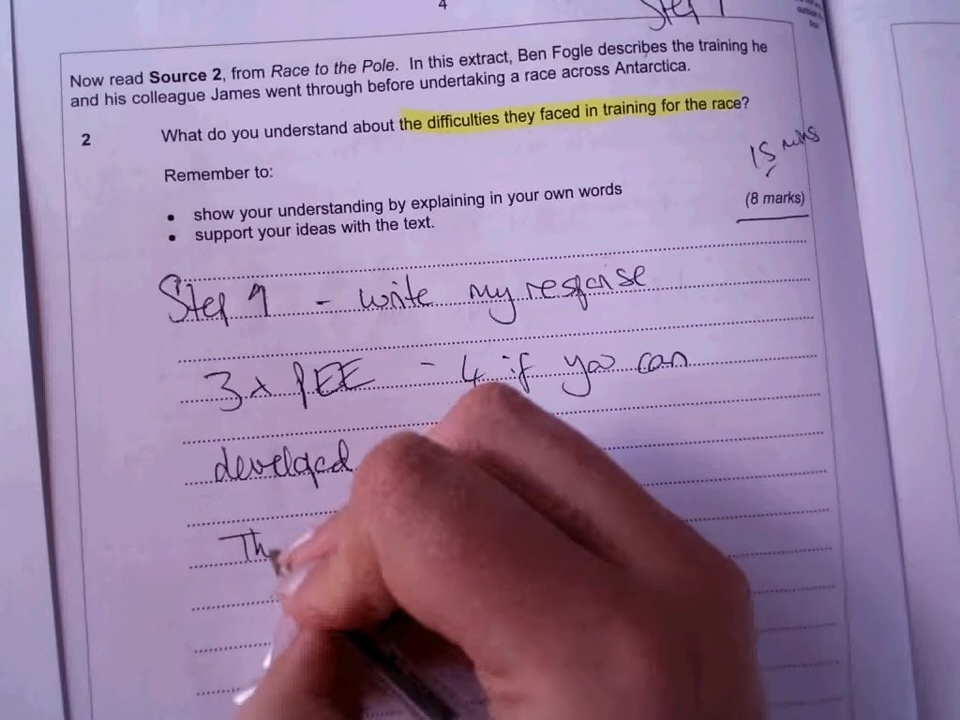 4
Step 1
Now read Source 2, from Race to the Pole. In this extract, Ben Fogle describes the training he
and his colleague James went through before undertaking a race across Antarctica.
2 What do you understand about the difficulties they faced in training for the race?
15 mins
Remember to:
(8 marks)
• show your understanding by explaining in your own words
• support your ideas with the text.
Step 4 - write my response
3 x PEE - 4 if you can
developed
Th